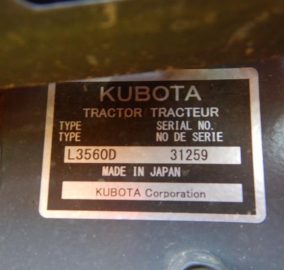 KUBOTA
TRACTOR/TRACTEUR
TYPE SERIAL NO.
TYPE NO DE SERIE
L3560D 31259
MADE IN JAPAN
KUBOTA Corporation